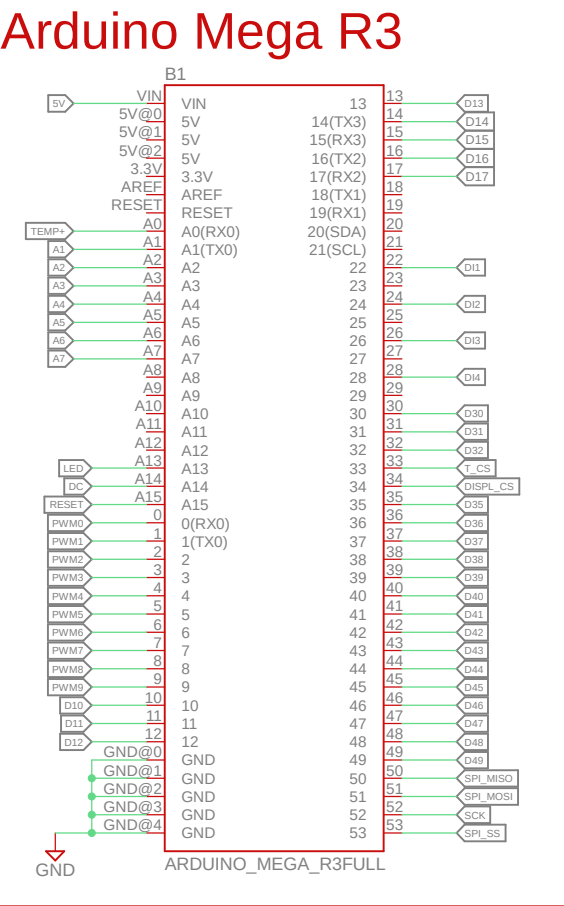 Arduino Mega R3
B1
5V VIN VIN 13 13 D13
5V@0 5V 14(TX3) 14 D14
5V@1 5V 15(RX3) 15 D15
5V@2 5V 16(TX2) 16 D16
3.3V 3.3V 17(RX2) 17 D17
AREF AREF 18(TX1) 18
RESET RESET 19(RX1) 19
TEMP+ A0 A0(RX0) 20(SDA) 20
A1 A1 A1(TX0) 21(SCL) 21
A2 A2 A2 22 22 DI1
A3 A3 A3 23 23
A4 A4 A4 24 24 DI2
A5 A5 A5 25 25
A6 A6 A6 26 26 DI3
A7 A7 A7 27 27
A8 A8 28 28 DI4
A9 A9 29 29
A10 A10 30 30 D30
A11 A11 31 31 D31
A12 A12 32 32 D32
LED A13 A13 33 33 T_CS
DC A14 A14 34 34 DISPL_CS
RESET A15 A15 35 35 D35
PWM0 0 0(RX0) 36 36 D36
PWM1 1 1(TX0) 37 37 D37
PWM2 2 2 38 38 D38
PWM3 3 3 39 39 D39
PWM4 4 4 40 40 D40
PWM5 5 5 41 41 D41
PWM6 6 6 42 42 D42
PWM7 7 7 43 43 D43
PWM8 8 8 44 44 D44
PWM9 9 9 45 45 D45
D10 10 10 46 46 D46
D11 11 11 47 47 D47
D12 12 12 48 48 D48
GND@0 GND 49 49 D49
GND@1 GND 50 50 SPI_MISO
GND@2 GND 51 51 SPI_MOSI
GND@3 GND 52 52 SCK
GND@4 GND 53 53 SPI_SS
GND ARDUINO_MEGA_R3FULL